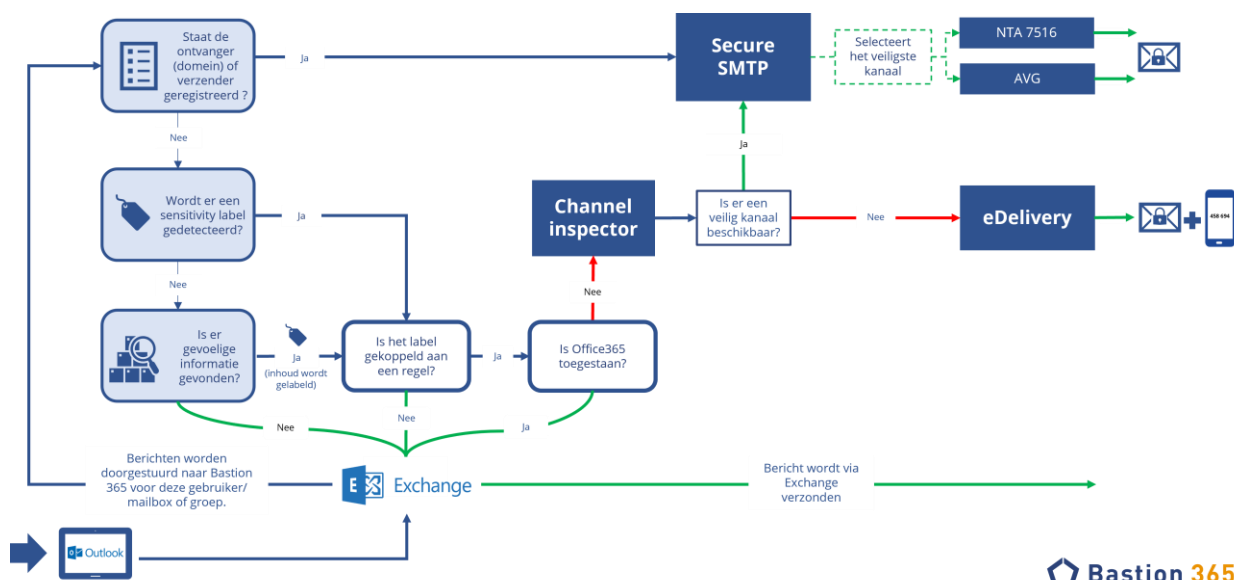 Staat de
ontvanger
(domein) of
verzender
geregistreerd ?
Ja
Secure
SMTP
Selecteert
het veiligste
kanaal
NTA 7516
AVG
Nee
Ja
Wordt er een
sensitivity label
gedetecteerd?
Ja
Channel
inspector
Is er een
veilig kanaal
beschikbaar?
Nee
eDelivery
458 694
Nee
Nee
Is er
gevoelige
informatie
gevonden?
Ja
(inhoud wordt
gelabeld)
Is het label
gekoppeld aan
een regel?
Ja
Is Office365
toegestaan?
Nee
Nee
Ja
Berichten worden
doorgestuurd naar Bastion
365 voor deze gebruiker/
mailbox of groep.
E Exchange
Bericht wordt via
Exchange
verzonden
Outlook
Bastion 365